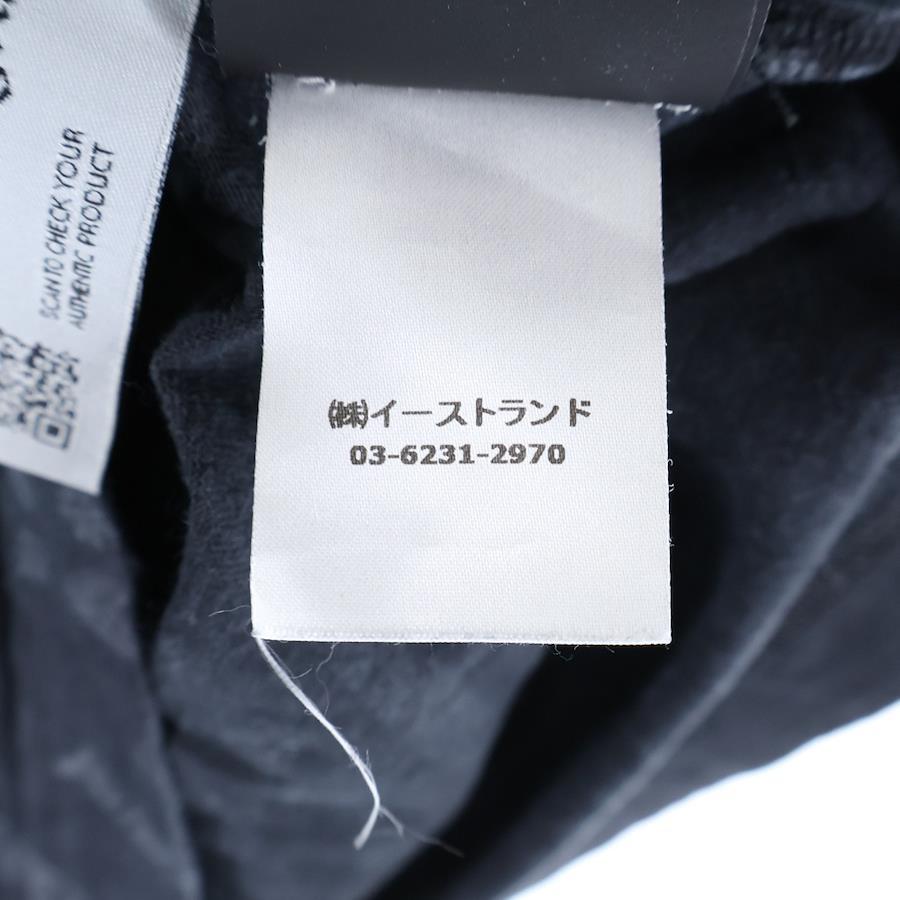 SCAN TO CHECK YOUR
AUTHENTIC PRODUCT
㈱イーストランド
03-6231-2970